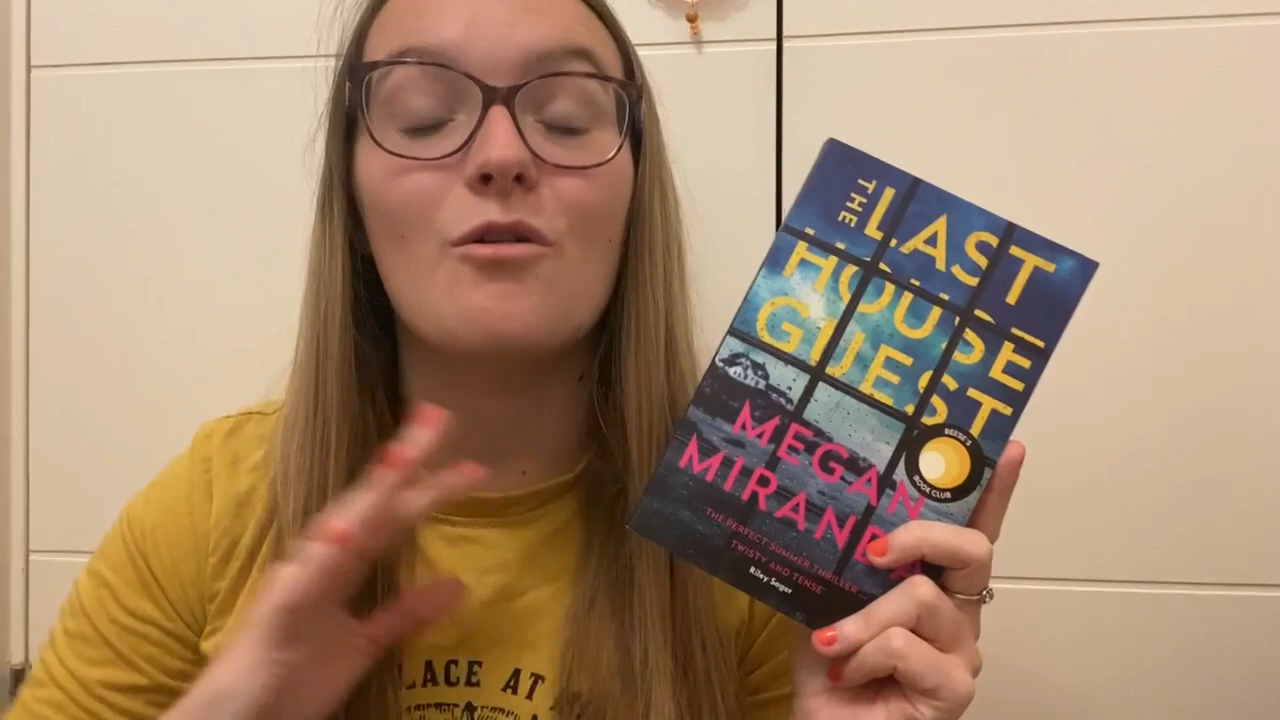 THE
LAST
HOUSE
GUEST
REESE'S
BOOK CLUB
MEGAN
MIRANDA
'THE PERFECT SUMMER THRILLER...
TWISTY AND TENSE'
Riley Sager
LACE AT